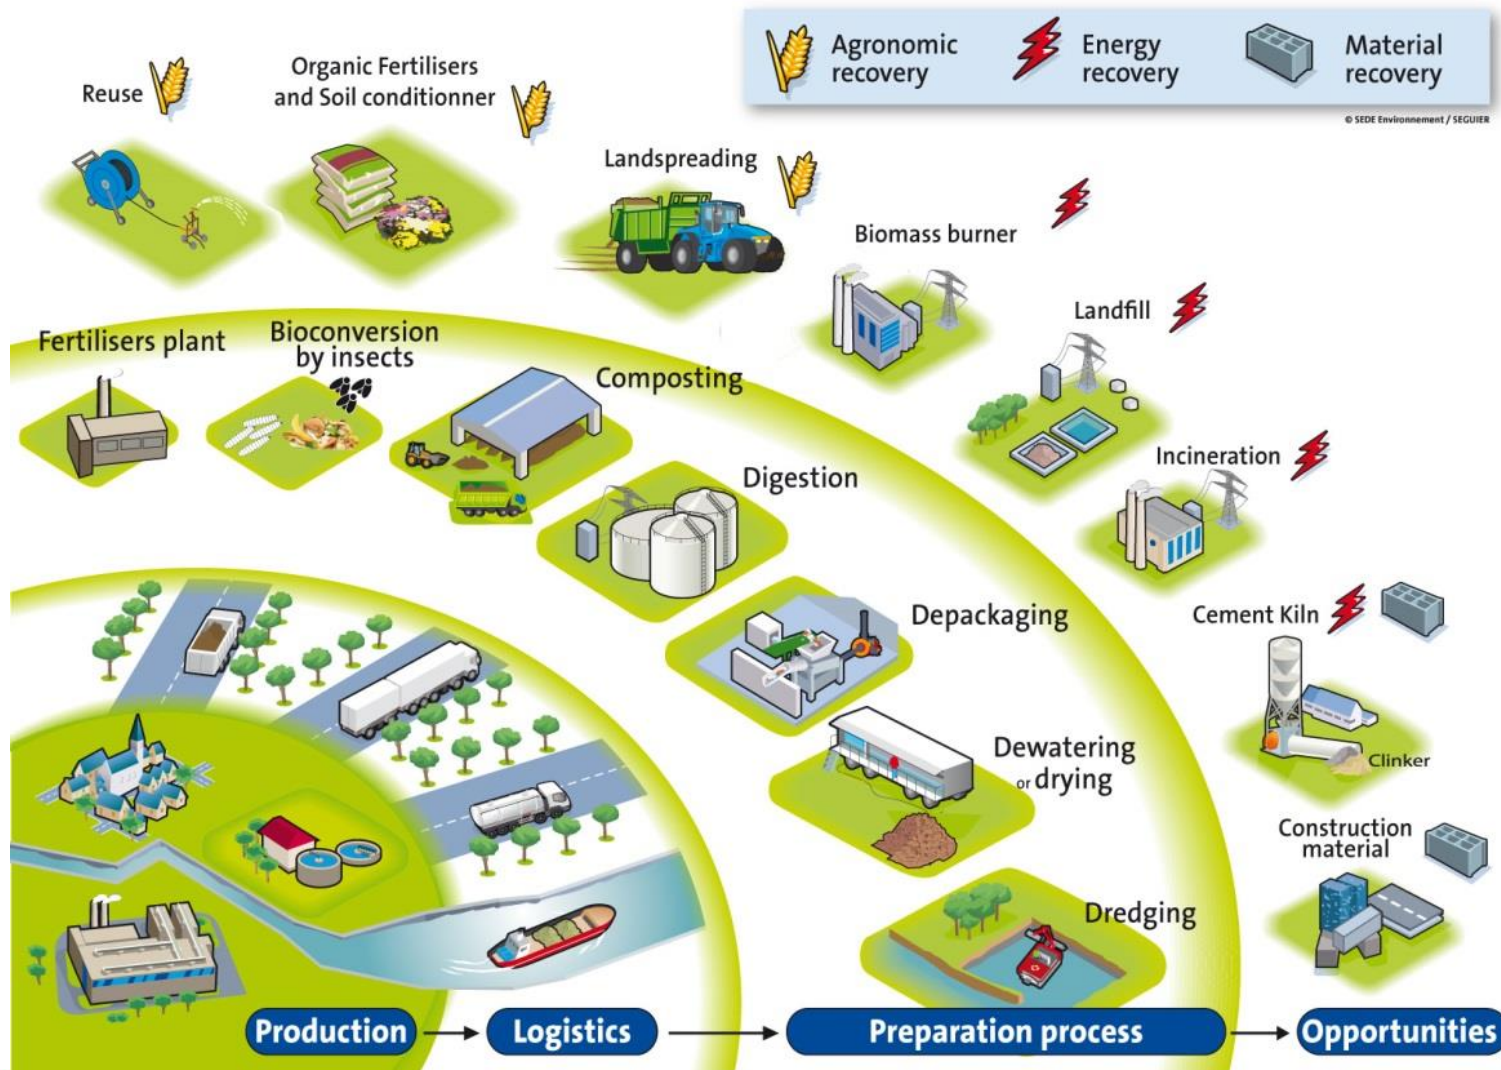 Agronomic
recovery
Energy
recovery
Material
recovery
© SEDE Environnement / SEGUIER
Reuse
Organic Fertilisers
and Soil conditionner
Landspreading
Biomass burner
Landfill
Incineration
Cement Kiln
Clinker
Construction
material
Fertilisers plant
Bioconversion
by insects
Composting
Digestion
Depackaging
Dewatering
or drying
Dredging
Production
Logistics
Preparation process
Opportunities